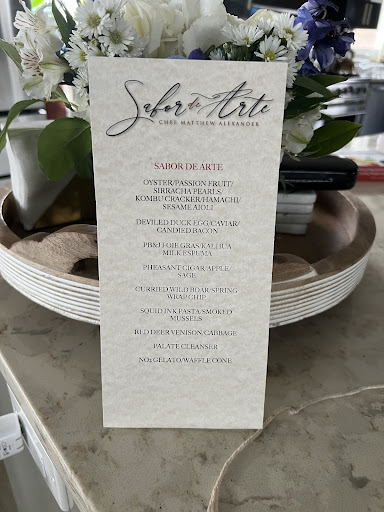 Sabor de Arte
CHEF MATTHEW ALEXANDER
SABOR DE ARTE
OYSTER/PASSION FRUIT/
SIRRACHA PEARLS/
KOMBU CRACKER/HAMACHI/
SESAME AIOLI
DEVILED DUCK EGG/CAVIAR/
CANDIED BACON
PB&J FOIE GRAS/KALHUA
MILK ESPUMA
PHEASANT CIGAR/APPLE/
SAGE
CURRIED WILD BOAR/SPRING
WRAP CHIP
SQUID INK PASTA/SMOKED
MUSSELS
RED DEER VENISON/CABBAGE
PALATE CLEANSER
NO2 GELATO/WAFFLE CONE